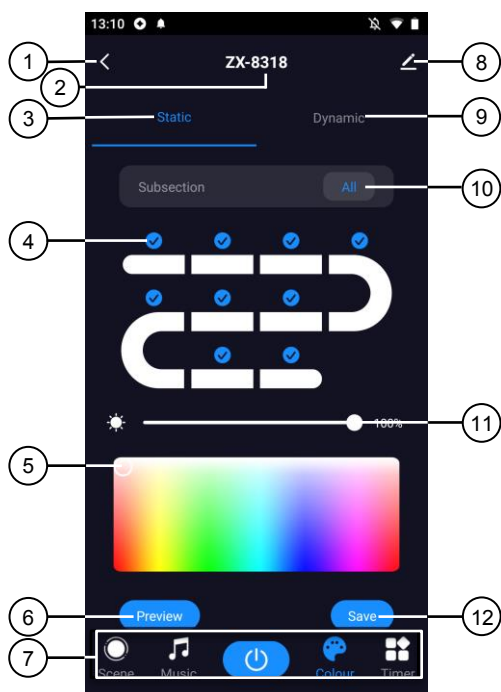 13:10
1
ZX-8318
8
2
3
Static
Dynamic
9
Subsection
All
10
4
100%
11
5
6
Preview
Save
12
7
Scene
Music
Colour
Timer